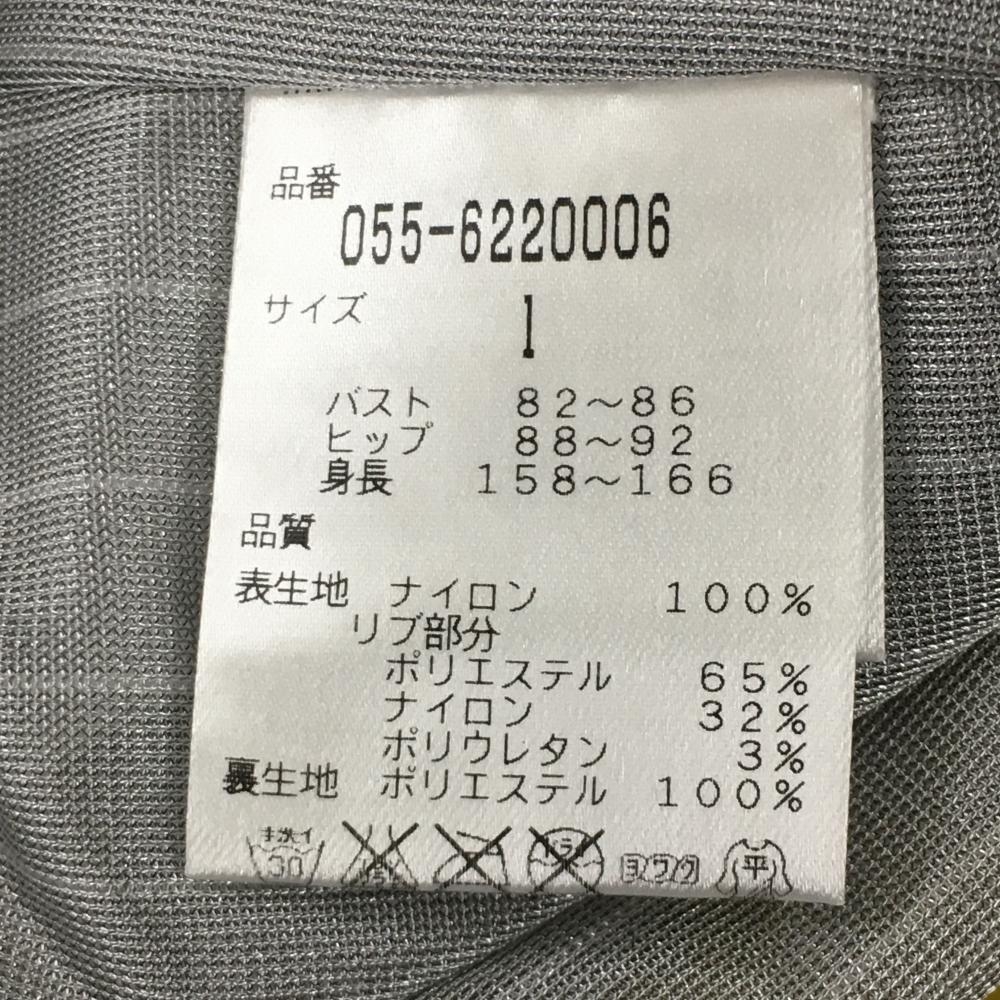 品番
055-6220006
サイズ 1
バスト 82～86
ヒップ 88～92
身長 158～166
品質
表生地 ナイロン 100%
リブ部分
ポリエステル 65%
ナイロン 32%
ポリウレタン 3%
裏生地 ポリエステル 100%
手洗イ
30
ヨワク
平